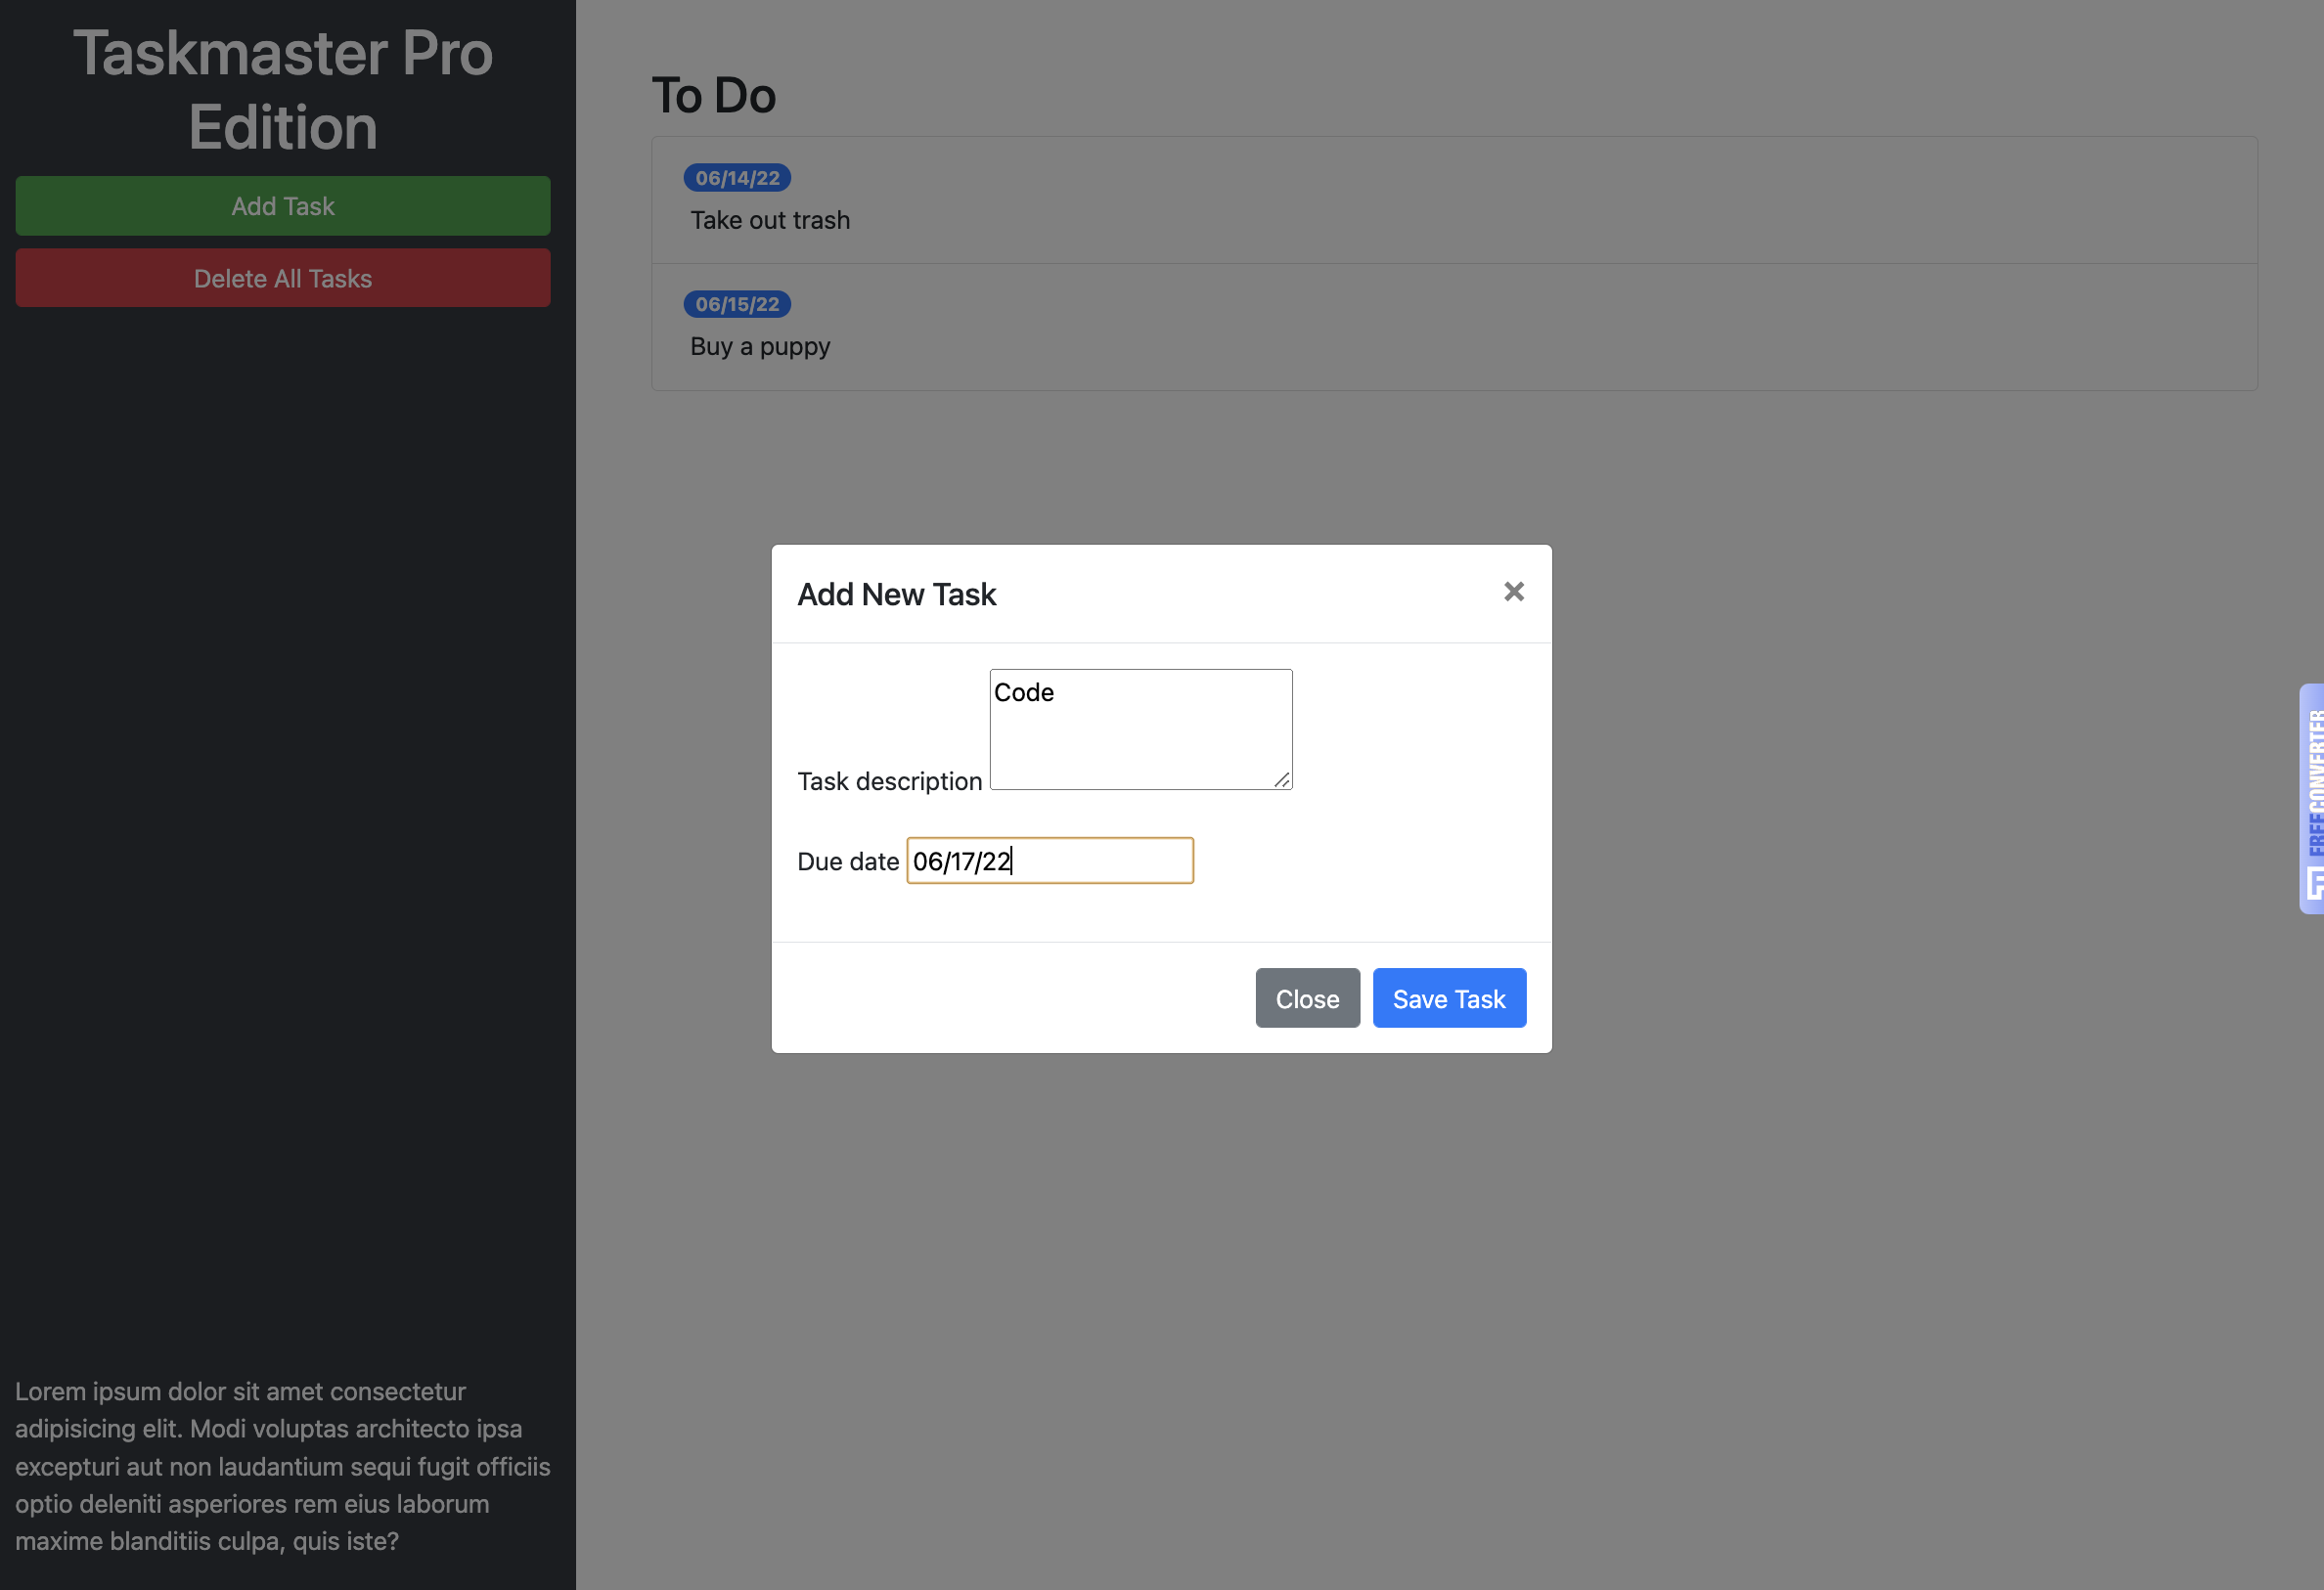 Taskmaster Pro
Edition
Add Task
Delete All Tasks
Lorem ipsum dolor sit amet consectetur
adipisicing elit. Modi voluptas architecto ipsa
excepturi aut non laudantium sequi fugit officiis
optio deleniti asperiores rem eius laborum
maxime blanditiis culpa, quis iste?
To Do
06/14/22
Take out trash
06/15/22
Buy a puppy
Add New Task
×
Task description Code
Due date 06/17/22
Close
Save Task
FREECONVERTER